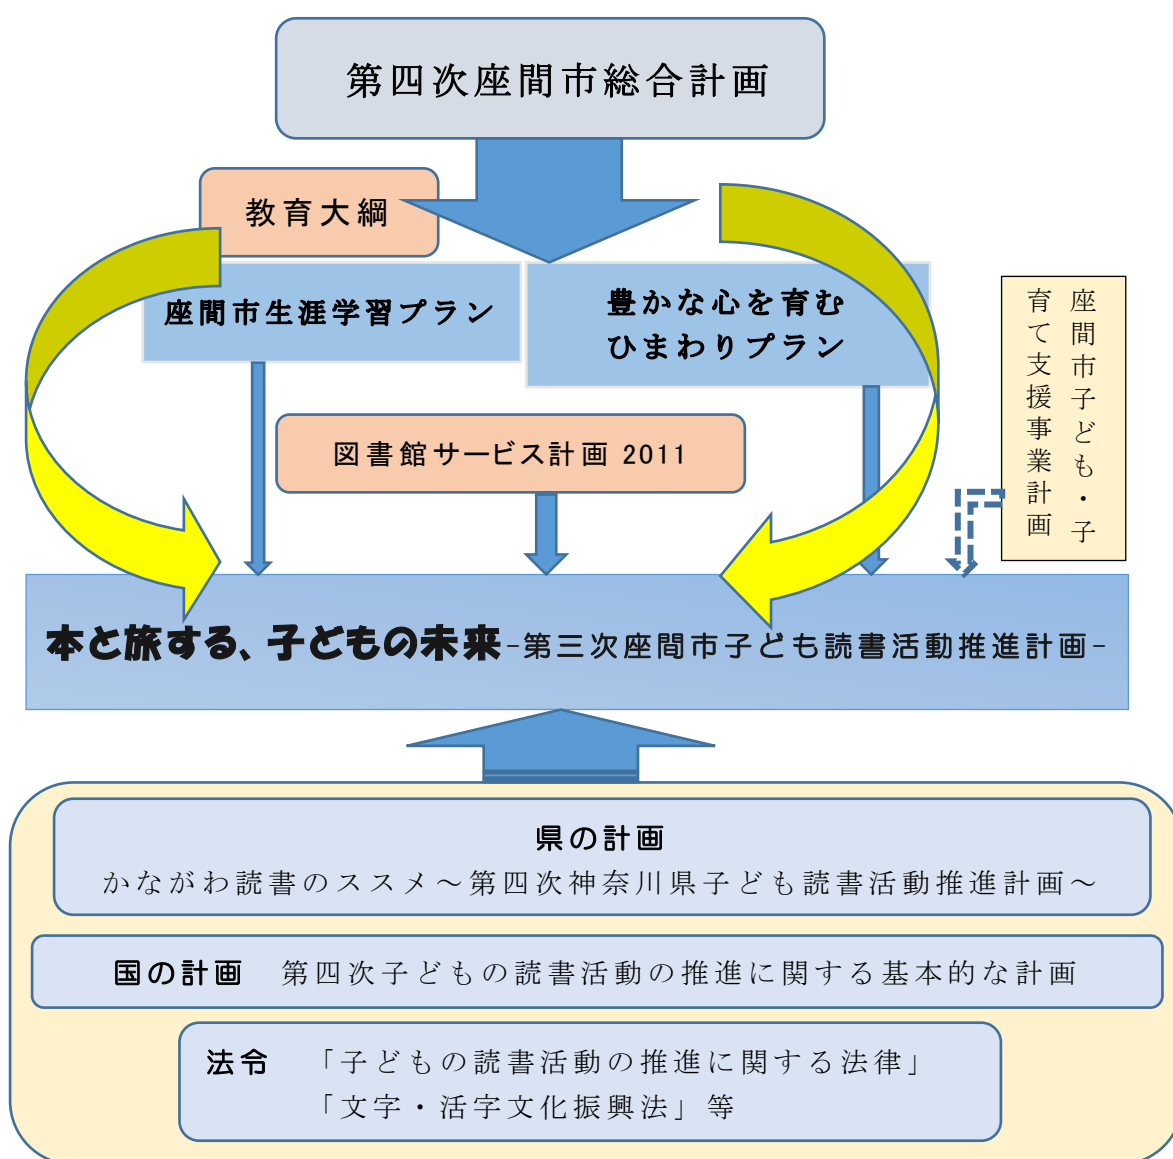 第四次座間市総合計画
教育大綱
座間市生涯学習プラン
豊かな心を育む
ひまわりプラン
座間市子ども・子
育て支援事業計画
図書館サービス計画 2011
本と旅する、子どもの未来-第三次座間市子ども読書活動推進計画-
県の計画
かながわ読書のススメ～第四次神奈川県子ども読書活動推進計画～
国の計画 第四次子どもの読書活動の推進に関する基本的な計画
法令 「子どもの読書活動の推進に関する法律」
「文字・活字文化振興法」等